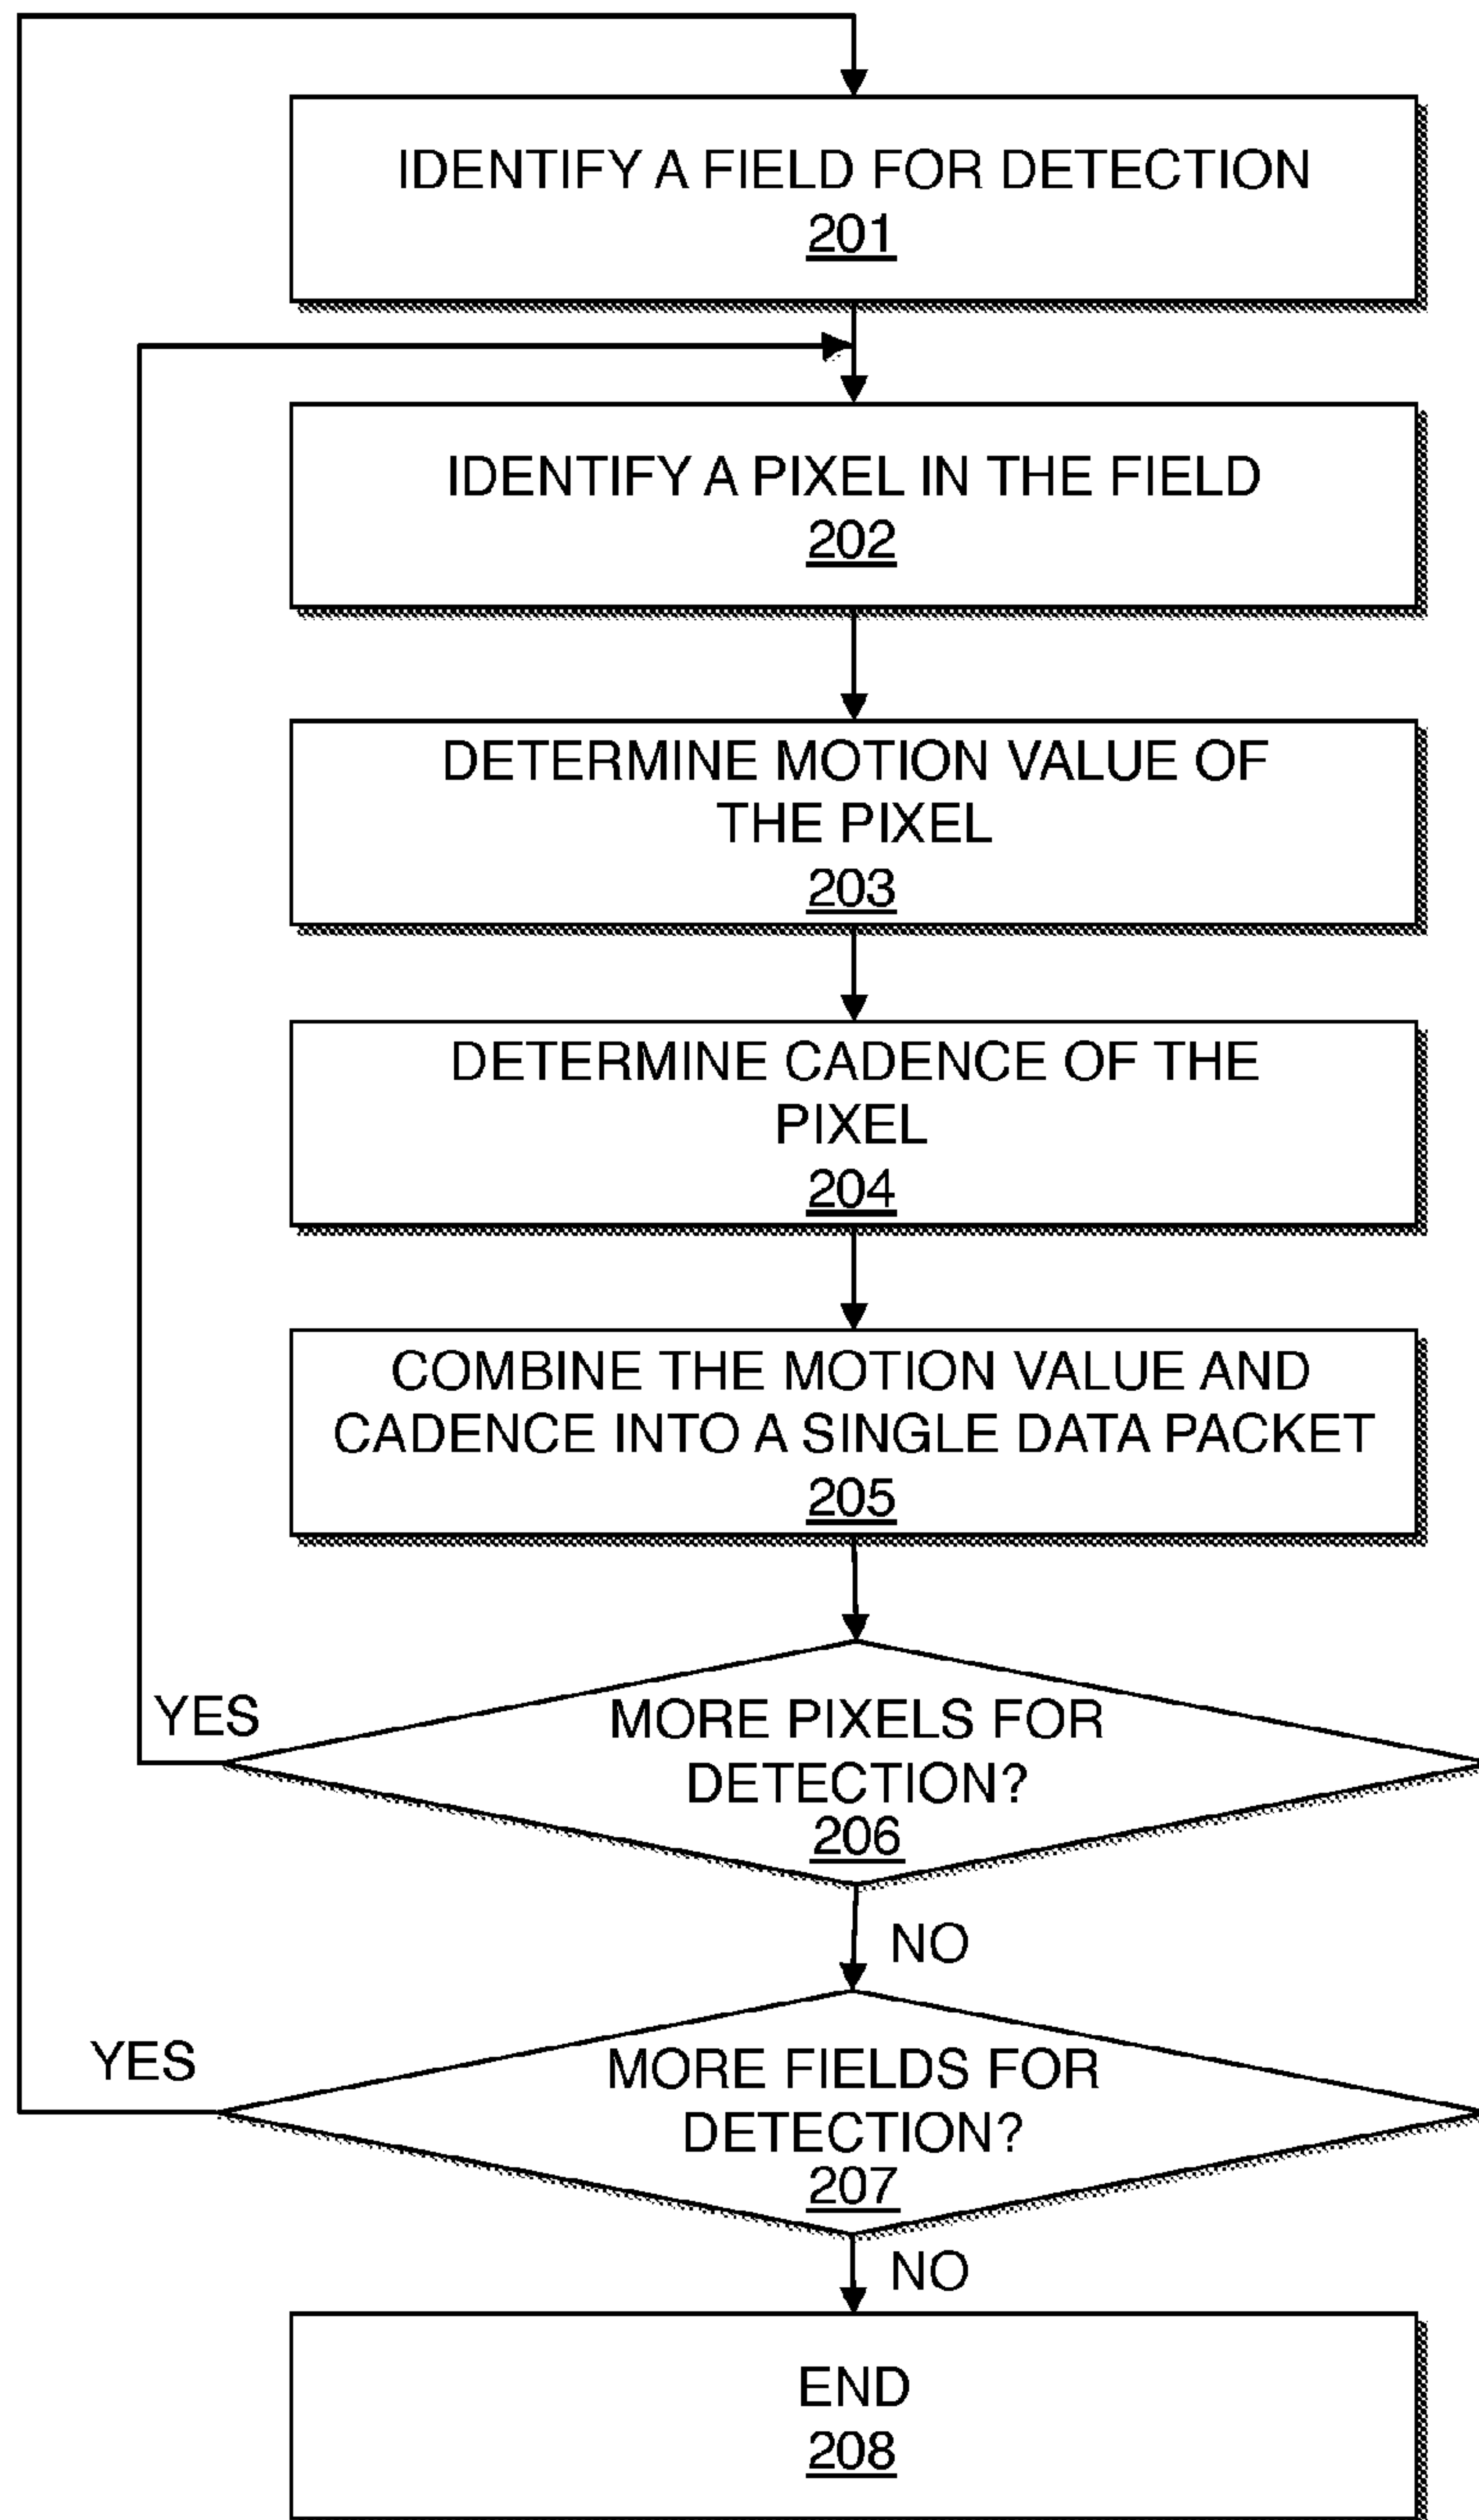 IDENTIFY A FIELD FOR DETECTION
201
IDENTIFY A PIXEL IN THE FIELD
202
DETERMINE MOTION VALUE OF
THE PIXEL
203
DETERMINE CADENCE OF THE
PIXEL
204
COMBINE THE MOTION VALUE AND
CADENCE INTO A SINGLE DATA PACKET
205
YES
MORE PIXELS FOR
DETECTION?
206
NO
YES
MORE FIELDS FOR
DETECTION?
207
NO
END
208